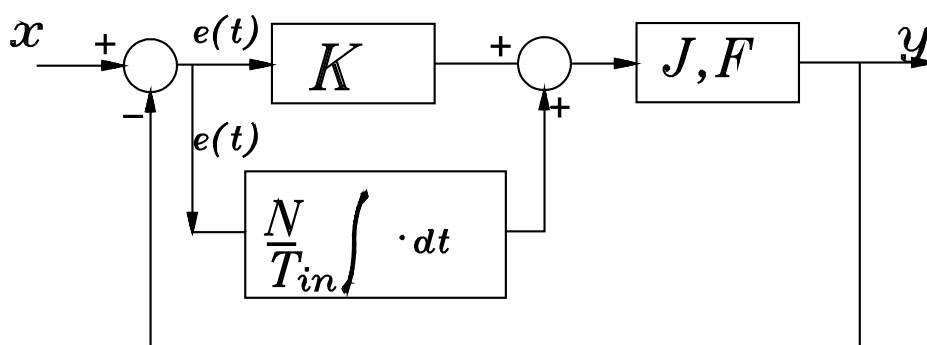 x + e(t) K + J,F y
− e(t) +
N
T_in ∫ · dt